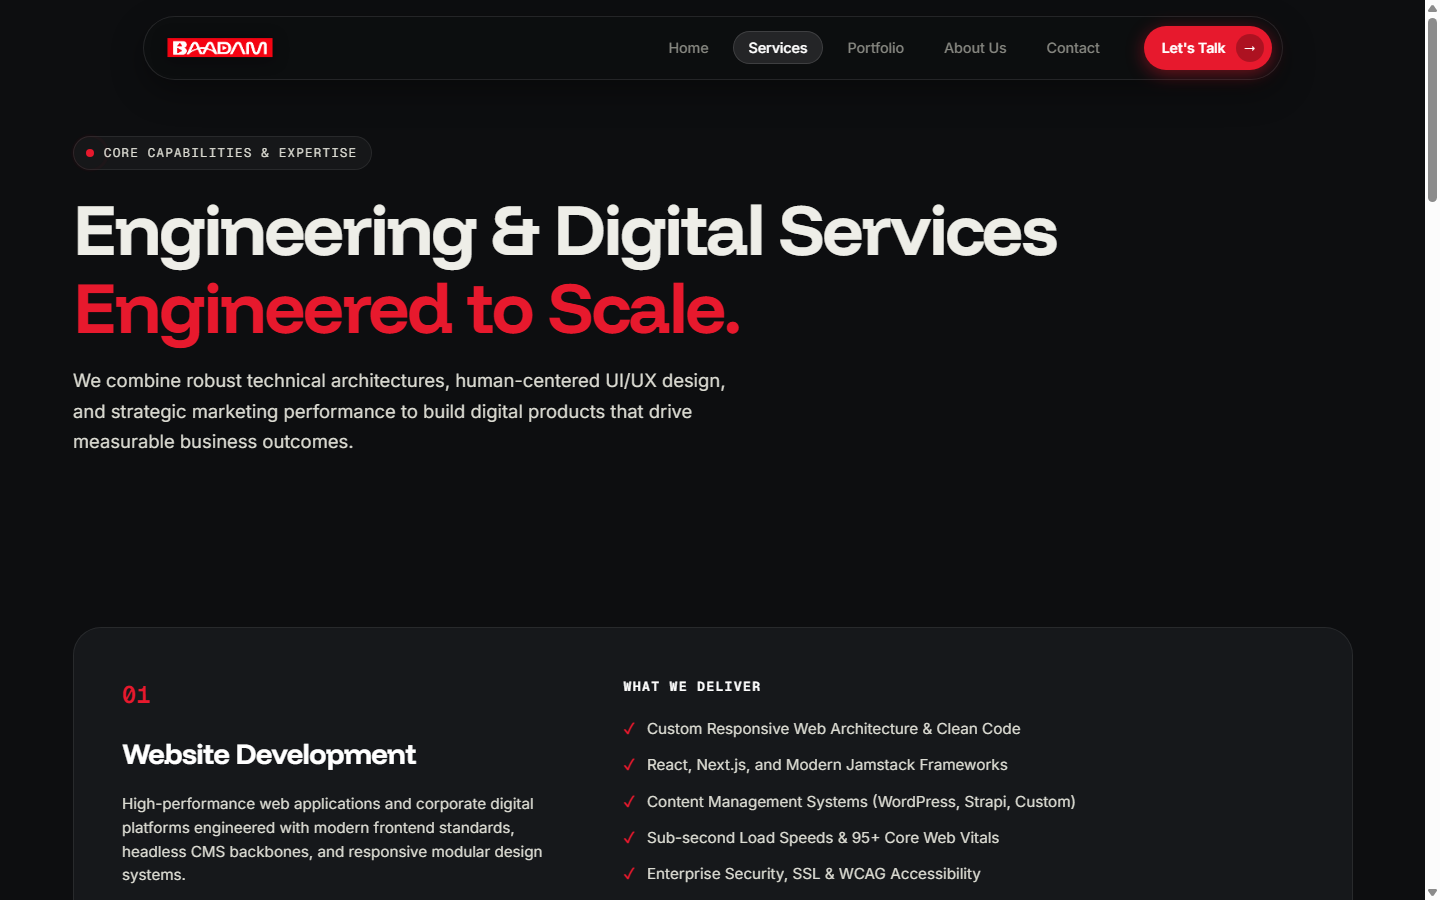 BAADAM
Home
Services
Portfolio
About Us
Contact
Let's Talk →
CORE CAPABILITIES & EXPERTISE
Engineering & Digital Services
Engineered to Scale.
We combine robust technical architectures, human-centered UI/UX design,
and strategic marketing performance to build digital products that drive
measurable business outcomes.
01
Website Development
High-performance web applications and corporate digital
platforms engineered with modern frontend standards,
headless CMS backbones, and responsive modular design
systems.
WHAT WE DELIVER
✓ Custom Responsive Web Architecture & Clean Code
✓ React, Next.js, and Modern Jamstack Frameworks
✓ Content Management Systems (WordPress, Strapi, Custom)
✓ Sub-second Load Speeds & 95+ Core Web Vitals
✓ Enterprise Security, SSL & WCAG Accessibility